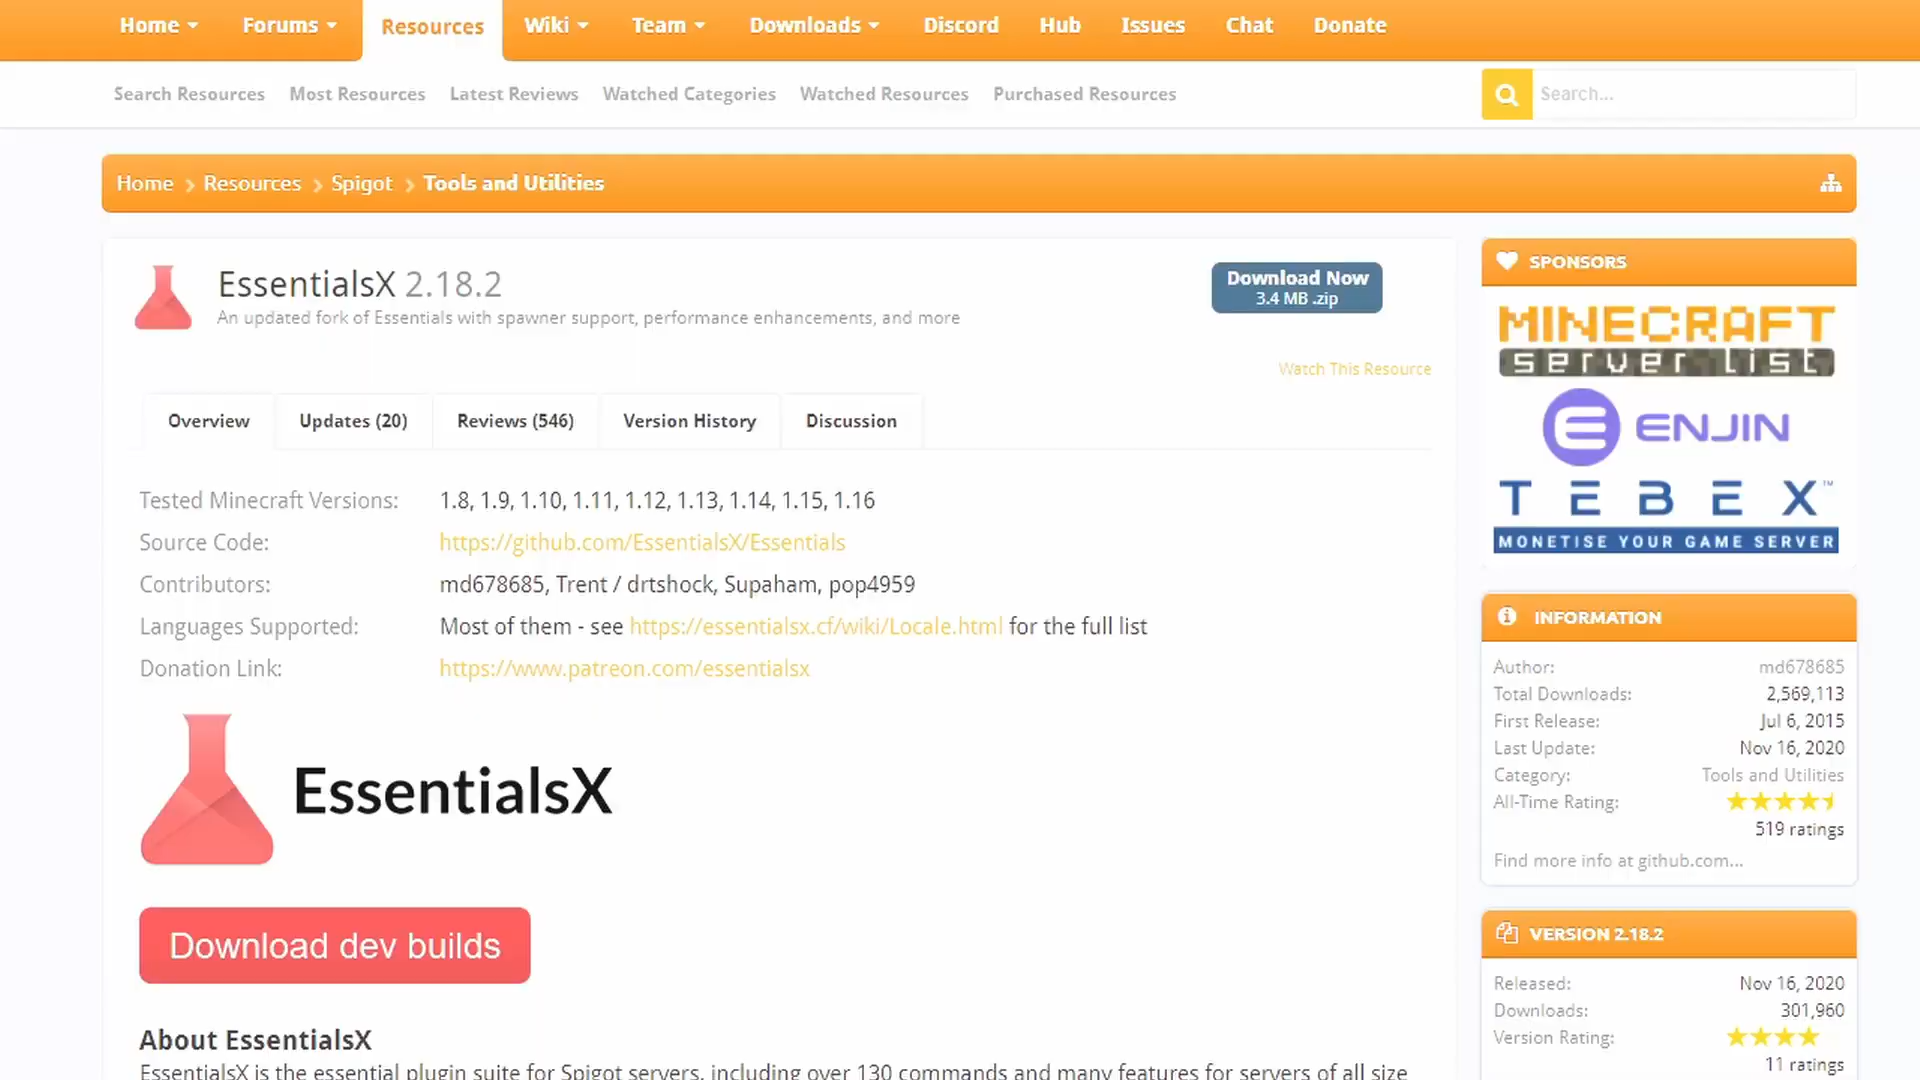 Home Forums Resources Wiki Team Downloads Discord Hub Issues Chat Donate
Search Resources Most Resources Latest Reviews Watched Categories Watched Resources Purchased Resources
Search...
Home Resources Spigot Tools and Utilities
EssentialsX 2.18.2
An updated fork of Essentials with spawner support, performance enhancements, and more
Download Now
3.4 MB .zip
Watch This Resource
Overview Updates (20) Reviews (546) Version History Discussion
Tested Minecraft Versions: 1.8, 1.9, 1.10, 1.11, 1.12, 1.13, 1.14, 1.15, 1.16
Source Code: https://github.com/EssentialsX/Essentials
Contributors: md678685, Trent / drtshock, Supaham, pop4959
Languages Supported: Most of them - see https://essentialsx.cf/wiki/Locale.html for the full list
Donation Link: https://www.patreon.com/essentialsx
EssentialsX
Download dev builds
About EssentialsX
EssentialsX is the essential plugin suite for Spigot servers, including over 130 commands and many features for servers of all size
SPONSORS
MINECRAFT
server list
ENJIN
TEBEX™
MONETISE YOUR GAME SERVER
INFORMATION
Author: md678685
Total Downloads: 2,569,113
First Release: Jul 6, 2015
Last Update: Nov 16, 2020
Category: Tools and Utilities
All-Time Rating:
519 ratings
Find more info at github.com...
VERSION 2.18.2
Released: Nov 16, 2020
Downloads: 301,960
Version Rating:
11 ratings